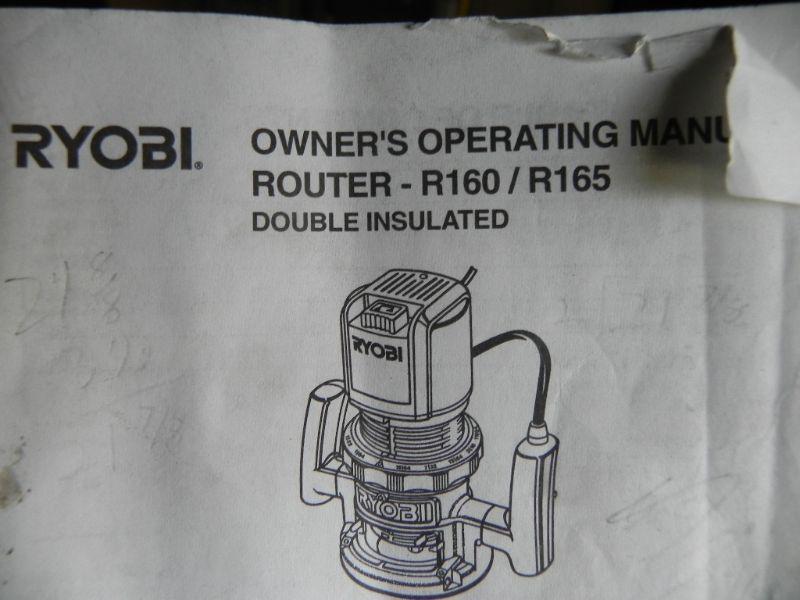 RYOBI®
OWNER'S OPERATING MANU
ROUTER - R160 / R165
DOUBLE INSULATED
RYOBI
RYOBI